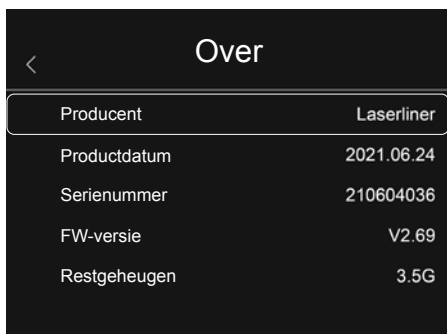 Over
Producent Laserliner
Productdatum 2021.06.24
Serienummer 210604036
FW-versie V2.69
Restgeheugen 3.5G